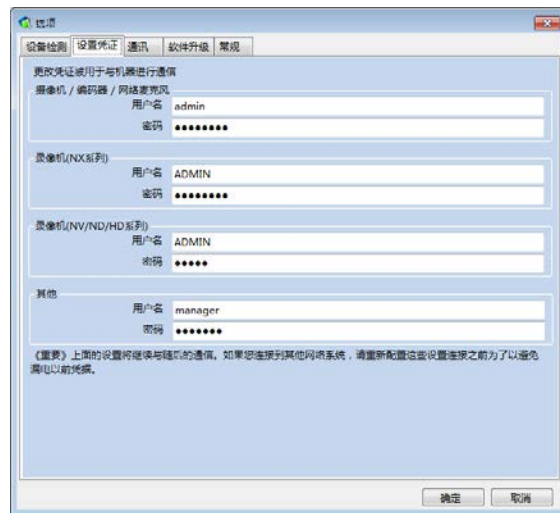 选项
设备检测 设置凭证 通讯 软件升级 常规
更改凭证被用于与机器进行通信
摄像机 / 编码器 / 网络麦克风
用户名 admin
密码 ●●●●●●●●
录像机(NX系列)
用户名 ADMIN
密码 ●●●●●●●●
录像机(NV/ND/HD系列)
用户名 ADMIN
密码 ●●●●●
其他
用户名 manager
密码 ●●●●●●●
《重要》上面的设置将继续与随后的通信。如果您连接到其他网络系统，请重新配置这些设置连接之前为了以避免
漏电以前凭据。
确定 取消